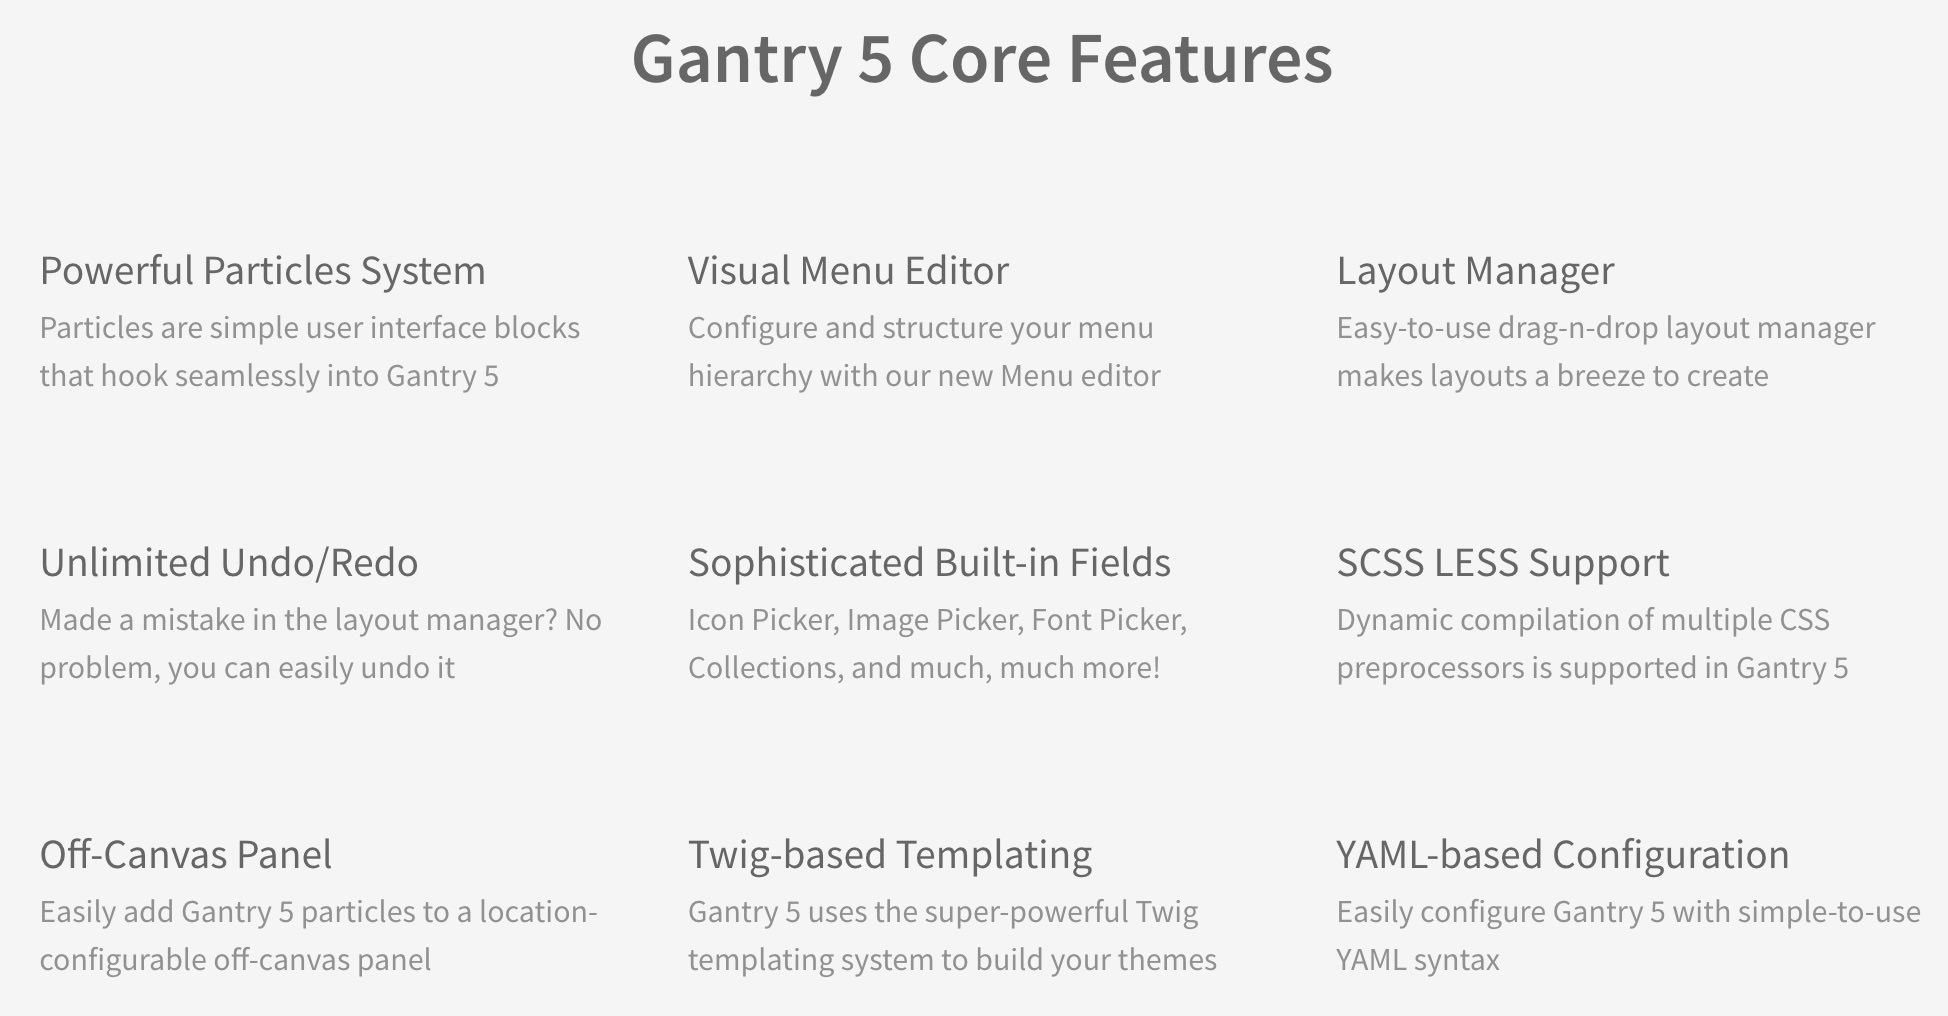 Gantry 5 Core Features
Powerful Particles System
Particles are simple user interface blocks
that hook seamlessly into Gantry 5
Visual Menu Editor
Configure and structure your menu
hierarchy with our new Menu editor
Layout Manager
Easy-to-use drag-n-drop layout manager
makes layouts a breeze to create
Unlimited Undo/Redo
Made a mistake in the layout manager? No
problem, you can easily undo it
Sophisticated Built-in Fields
Icon Picker, Image Picker, Font Picker,
Collections, and much, much more!
SCSS LESS Support
Dynamic compilation of multiple CSS
preprocessors is supported in Gantry 5
Off-Canvas Panel
Easily add Gantry 5 particles to a location-
configurable off-canvas panel
Twig-based Templating
Gantry 5 uses the super-powerful Twig
templating system to build your themes
YAML-based Configuration
Easily configure Gantry 5 with simple-to-use
YAML syntax